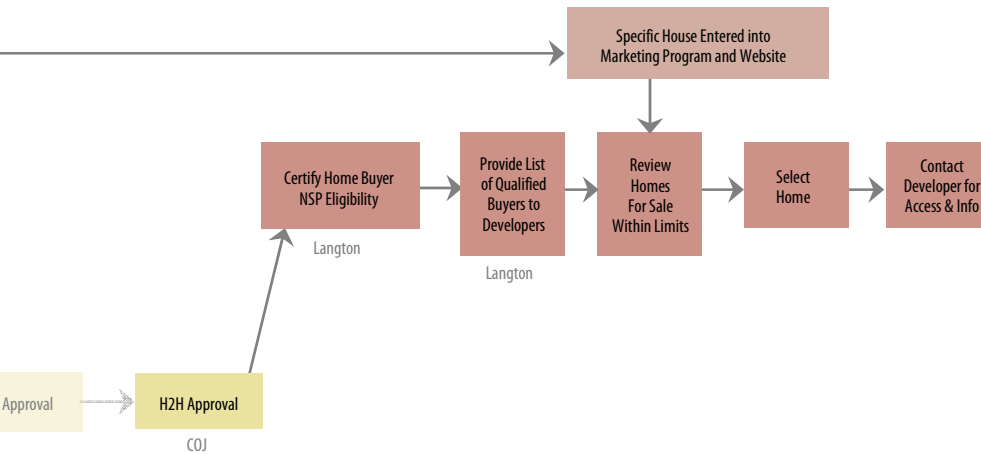 Specific House Entered into
Marketing Program and Website
Certify Home Buyer
NSP Eligibility
Langton
Provide List
of Qualified
Buyers to
Developers
Langton
Review
Homes
For Sale
Within Limits
Select
Home
Contact
Developer for
Access & Info
Approval
H2H Approval
COJ